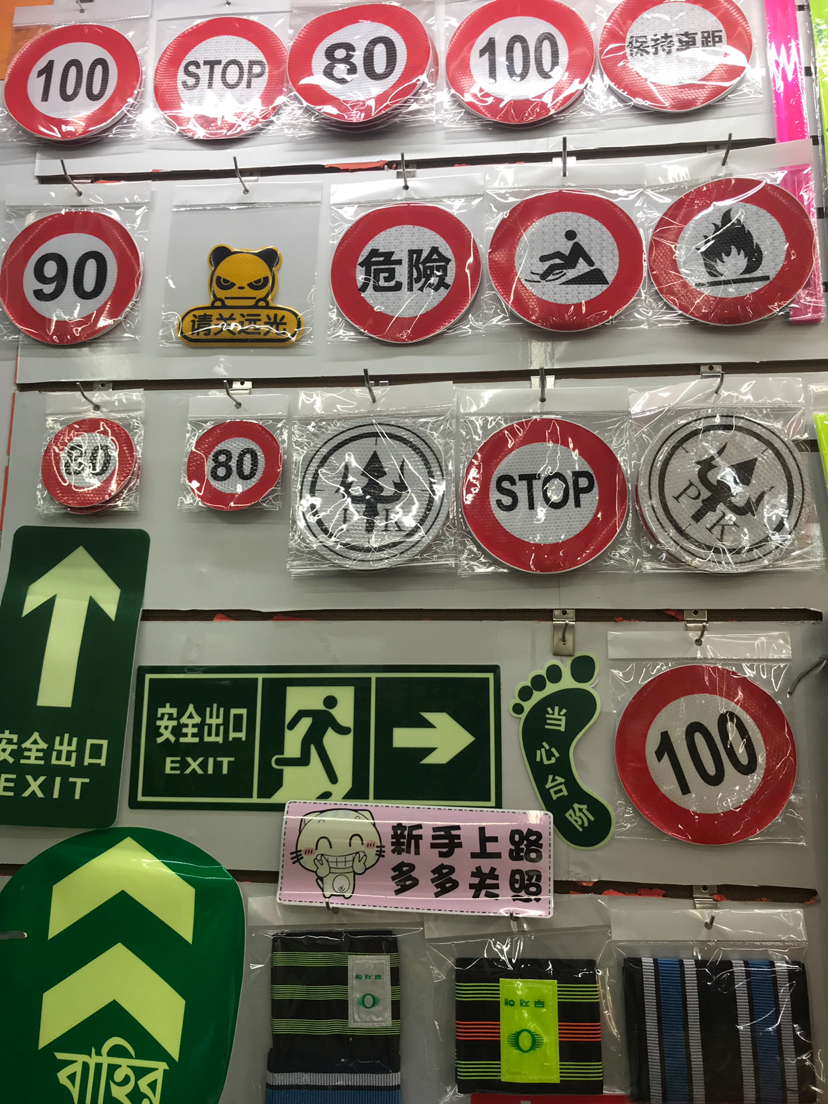 100
STOP
80
100
保持車距
90
请关远光
危險
80
80
PK
STOP
PK
安全出口
EXIT
安全出口
EXIT
当心台阶
100
新手上路
多多关照
বাহির